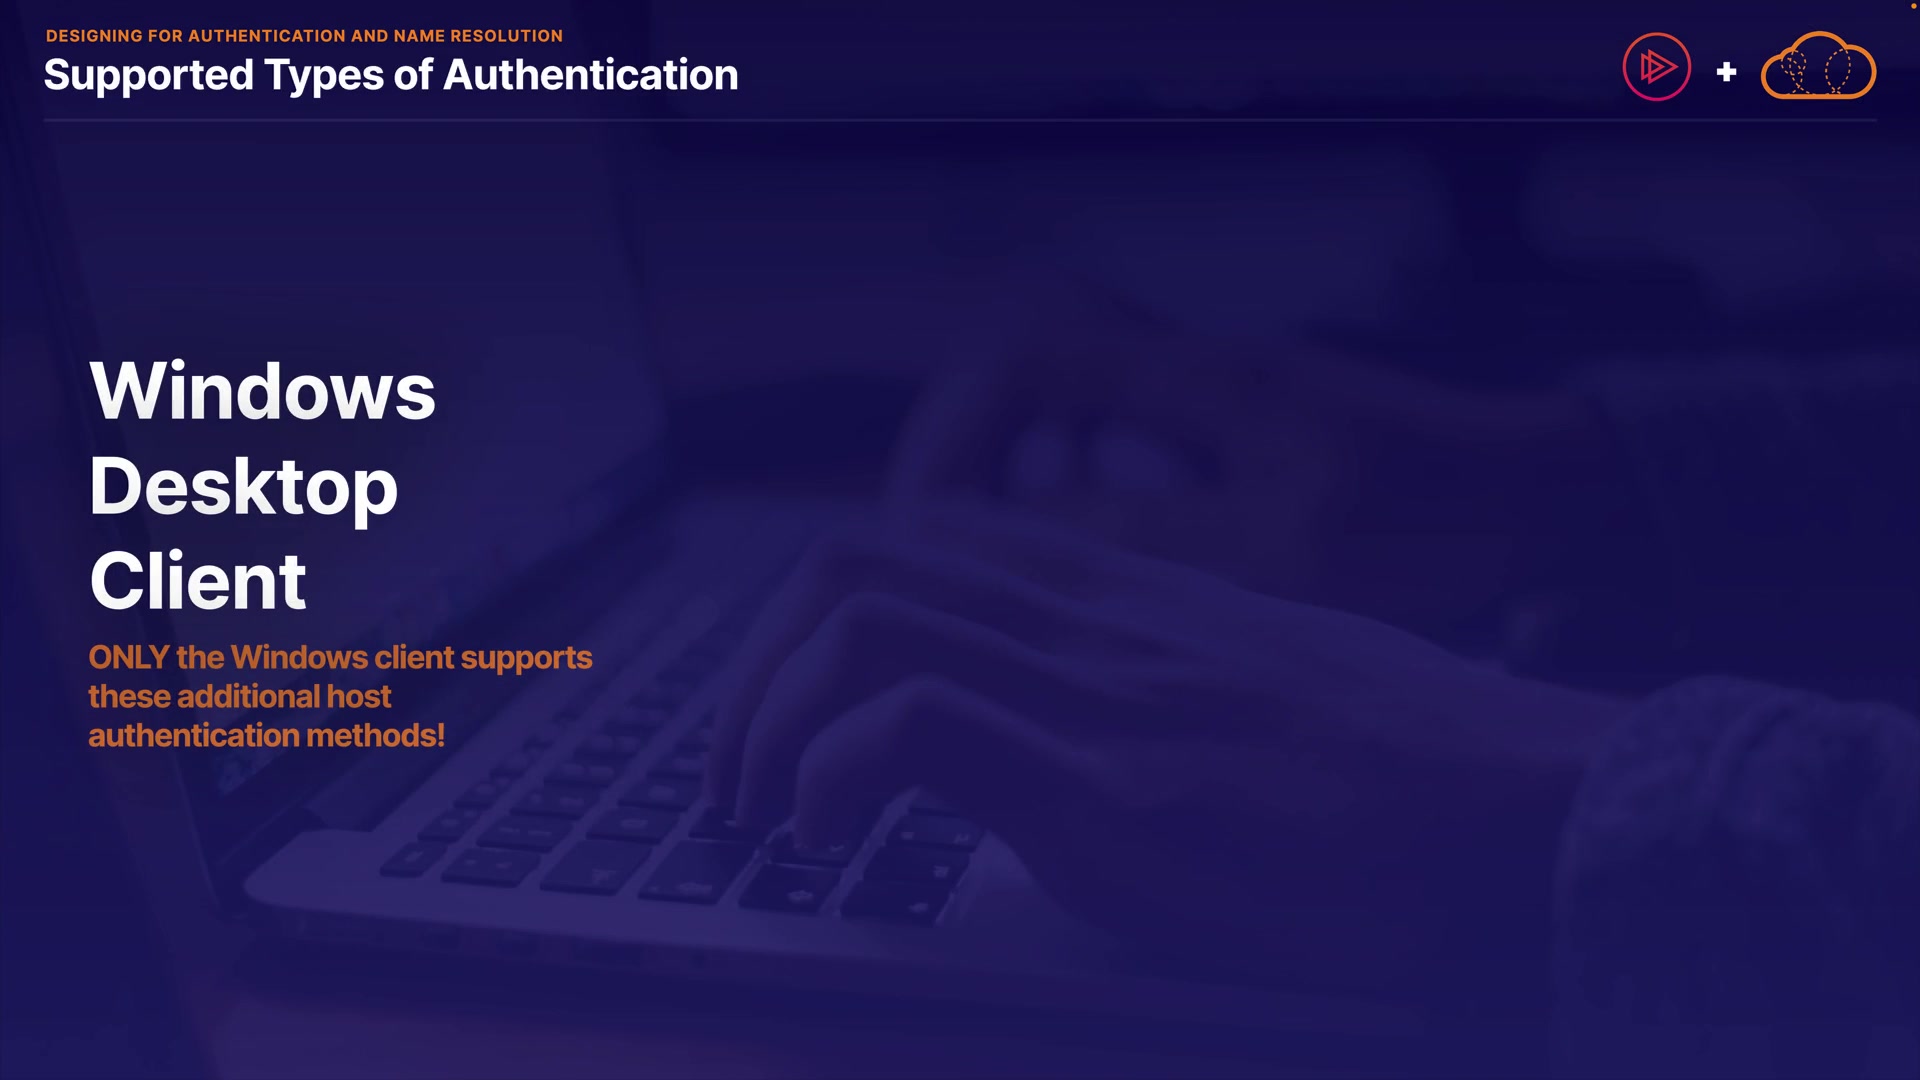 DESIGNING FOR AUTHENTICATION AND NAME RESOLUTION
Supported Types of Authentication
+
Windows
Desktop
Client
ONLY the Windows client supports
these additional host
authentication methods!